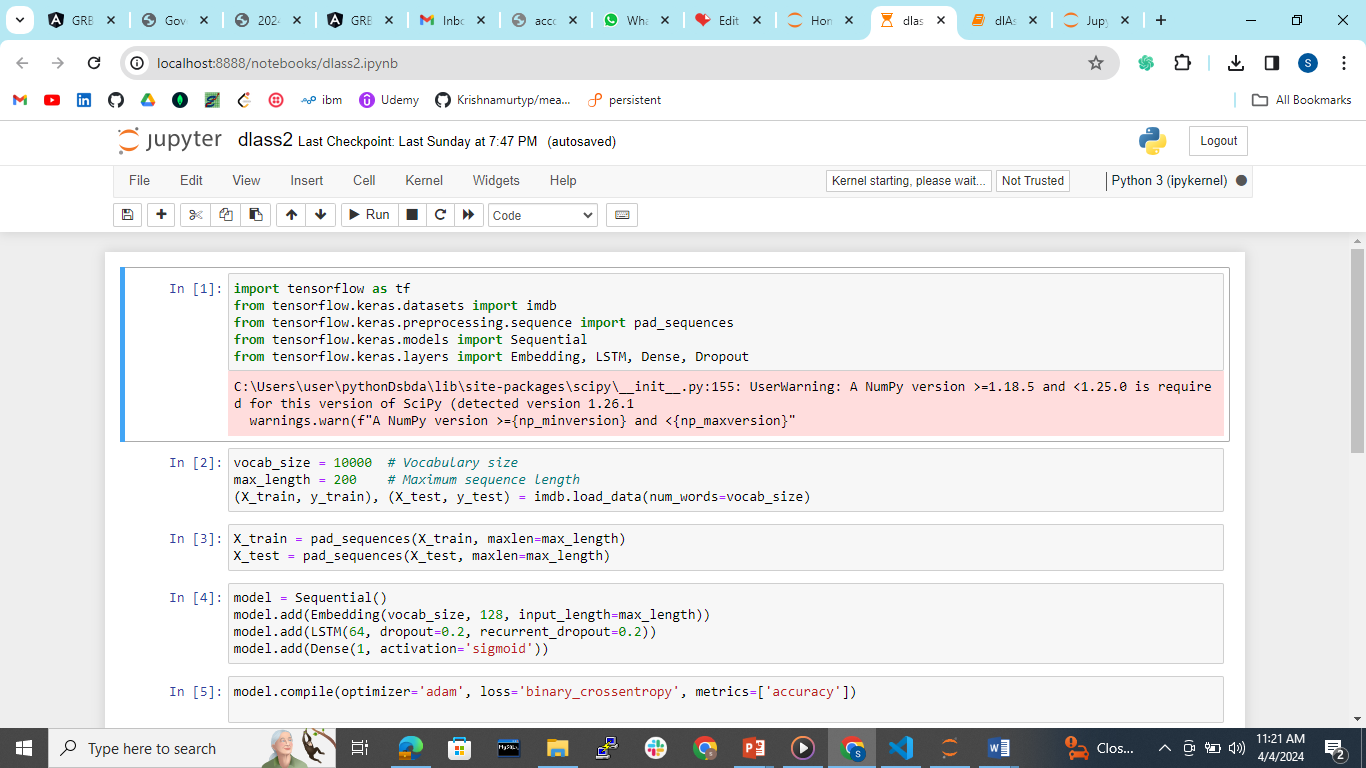 GRB
Gov
2024
GRB
Inbo
acco
Wha
Edit
Hom
dlas
dlAs
Jupy
localhost:8888/notebooks/dlass2.ipynb
S
ibm
Udemy
Krishnamurtyp/mea...
persistent
All Bookmarks
jupyter dlass2 Last Checkpoint: Last Sunday at 7:47 PM (autosaved)
Logout
File Edit View Insert Cell Kernel Widgets Help
Kernel starting, please wait... Not Trusted Python 3 (ipykernel)
Run Code
In [1]: import tensorflow as tf
from tensorflow.keras.datasets import imdb
from tensorflow.keras.preprocessing.sequence import pad_sequences
from tensorflow.keras.models import Sequential
from tensorflow.keras.layers import Embedding, LSTM, Dense, Dropout
C:\Users\user\pythonDsbda\lib\site-packages\scipy\__init__.py:155: UserWarning: A NumPy version >=1.18.5 and <1.25.0 is require
d for this version of SciPy (detected version 1.26.1
warnings.warn(f"A NumPy version >={np_minversion} and <{np_maxversion}"
In [2]: vocab_size = 10000 # Vocabulary size
max_length = 200 # Maximum sequence length
(X_train, y_train), (X_test, y_test) = imdb.load_data(num_words=vocab_size)
In [3]: X_train = pad_sequences(X_train, maxlen=max_length)
X_test = pad_sequences(X_test, maxlen=max_length)
In [4]: model = Sequential()
model.add(Embedding(vocab_size, 128, input_length=max_length))
model.add(LSTM(64, dropout=0.2, recurrent_dropout=0.2))
model.add(Dense(1, activation='sigmoid'))
In [5]: model.compile(optimizer='adam', loss='binary_crossentropy', metrics=['accuracy'])
Type here to search
Clos...
11:21 AM
4/4/2024
2